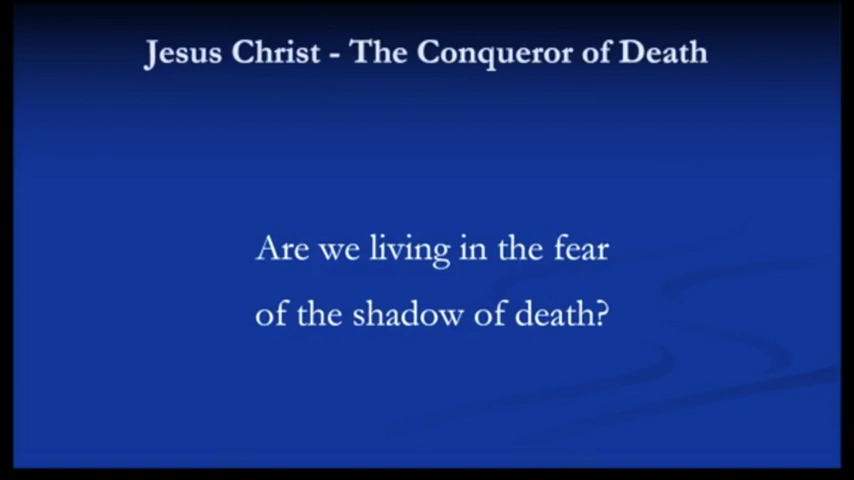 Jesus Christ - The Conqueror of Death
Are we living in the fear
of the shadow of death?